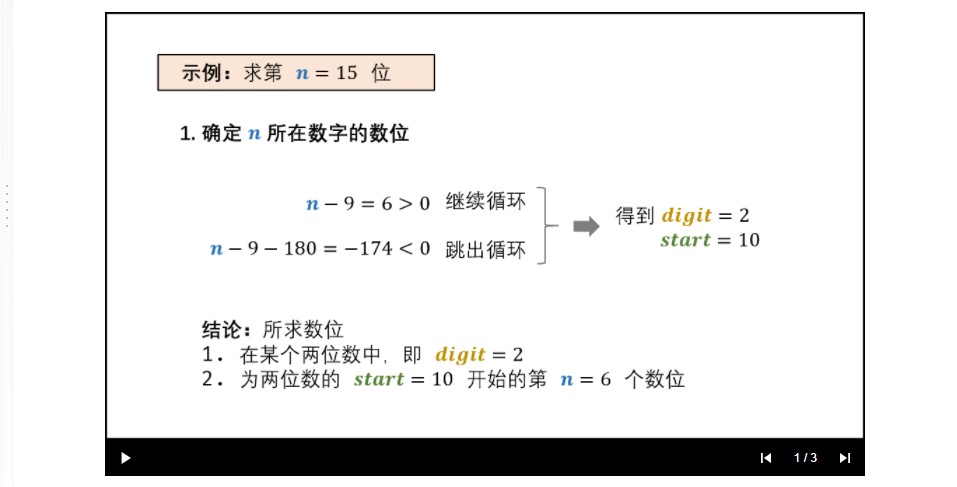 示例：求第 n = 15 位
1. 确定 n 所在数字的数位
n − 9 = 6 > 0 继续循环
n − 9 − 180 = −174 < 0 跳出循环
得到 digit = 2
start = 10
结论：所求数位
1. 在某个两位数中，即 digit = 2
2. 为两位数的 start = 10 开始的第 n = 6 个数位
1 / 3